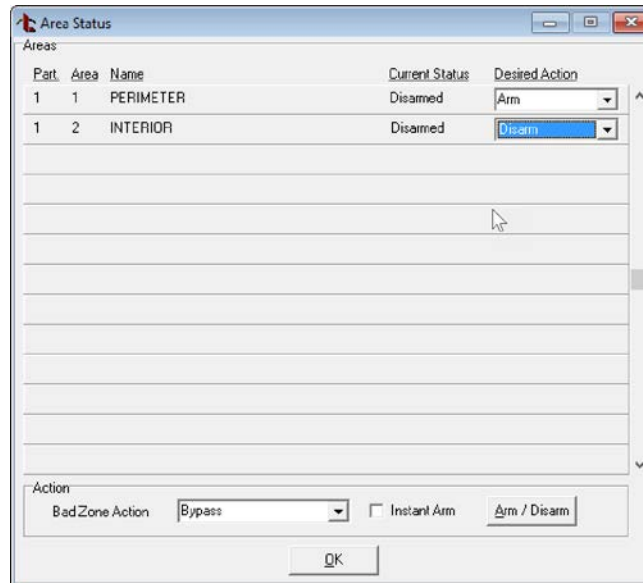 Area Status
Areas
Part. Area Name Current Status Desired Action
1 1 PERIMETER Disarmed Arm
1 2 INTERIOR Disarmed Disarm
Action
Bad Zone Action Bypass Instant Arm Arm / Disarm
OK